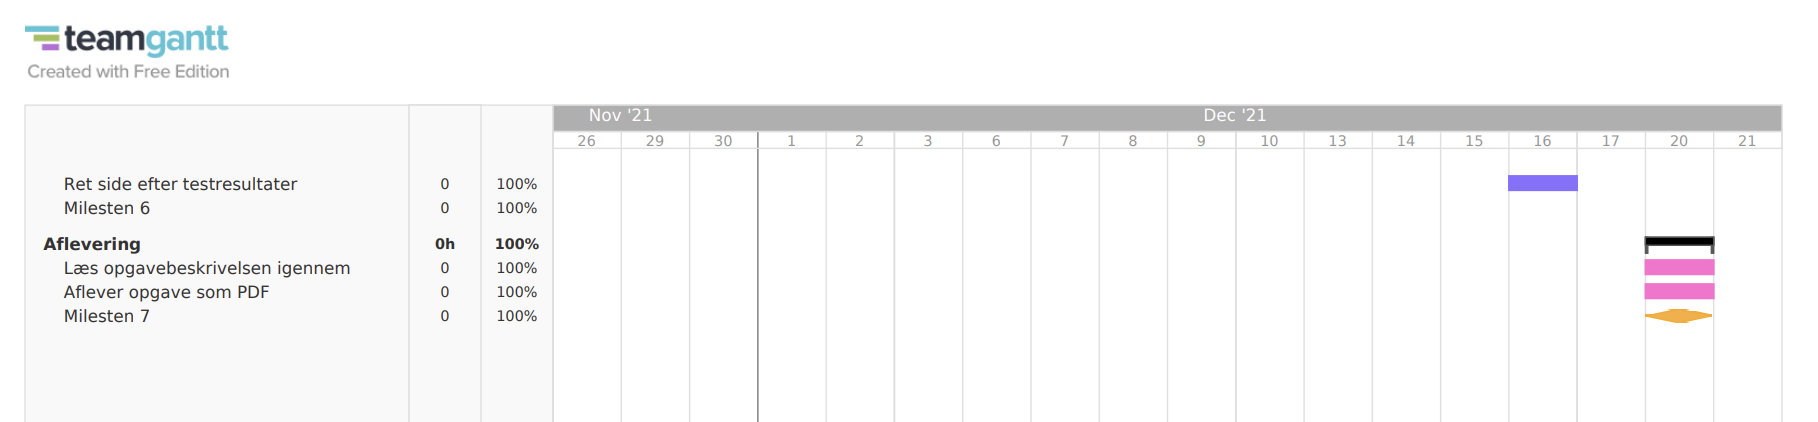 teamgantt
Created with Free Edition
Nov '21 Dec '21
26 29 30 1 2 3 6 7 8 9 10 13 14 15 16 17 20 21
Ret side efter testresultater 0 100%
Milesten 6 0 100%
Aflevering 0h 100%
Læs opgavebeskrivelsen igennem 0 100%
Aflever opgave som PDF 0 100%
Milesten 7 0 100%